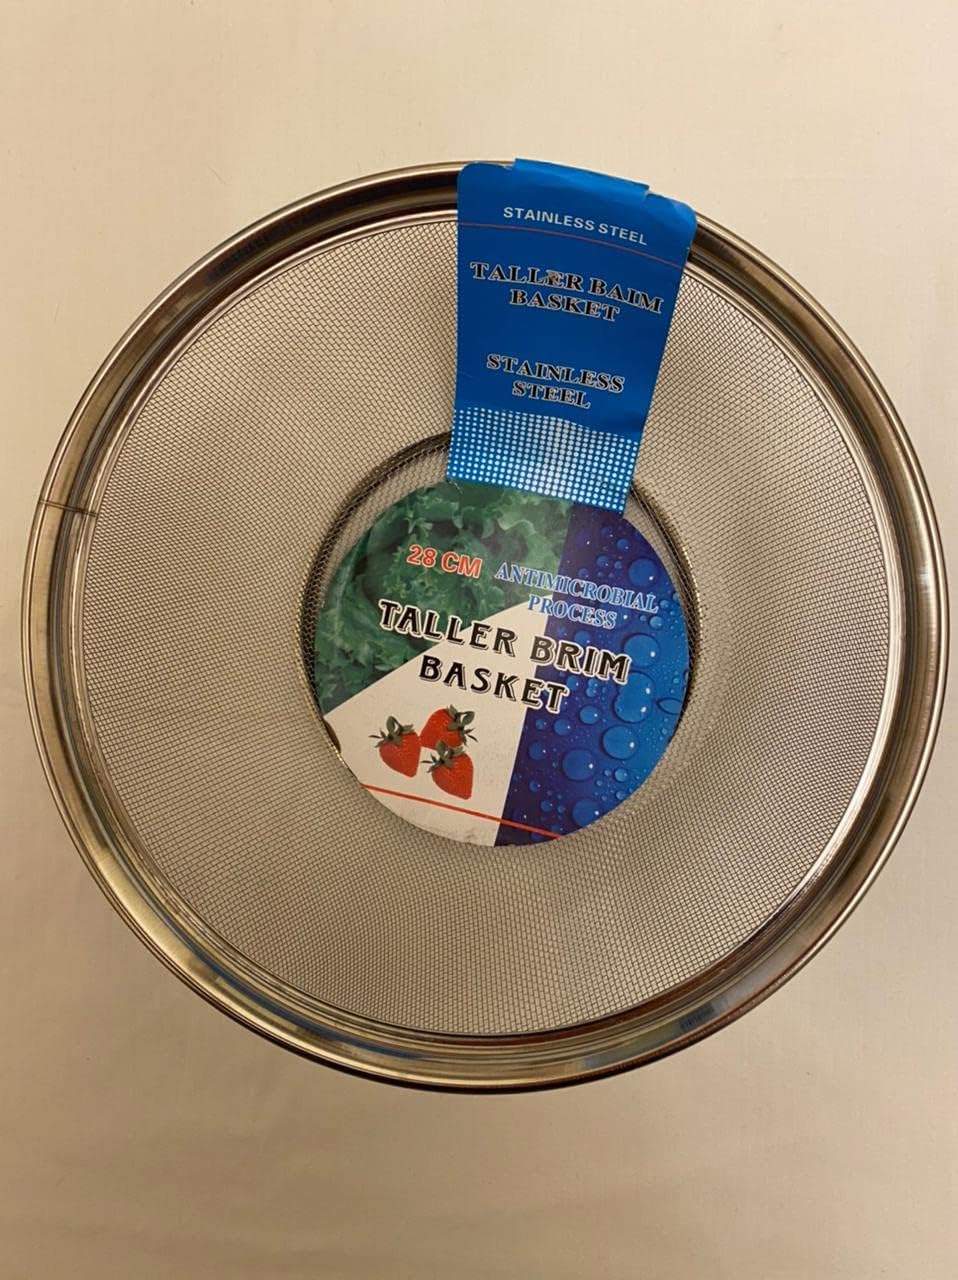 STAINLESS STEEL
TALLER BAIM
BASKET
STAINLESS
STEEL
28 CM ANTIMICROBIAL
PROCESS
TALLER BRIM
BASKET